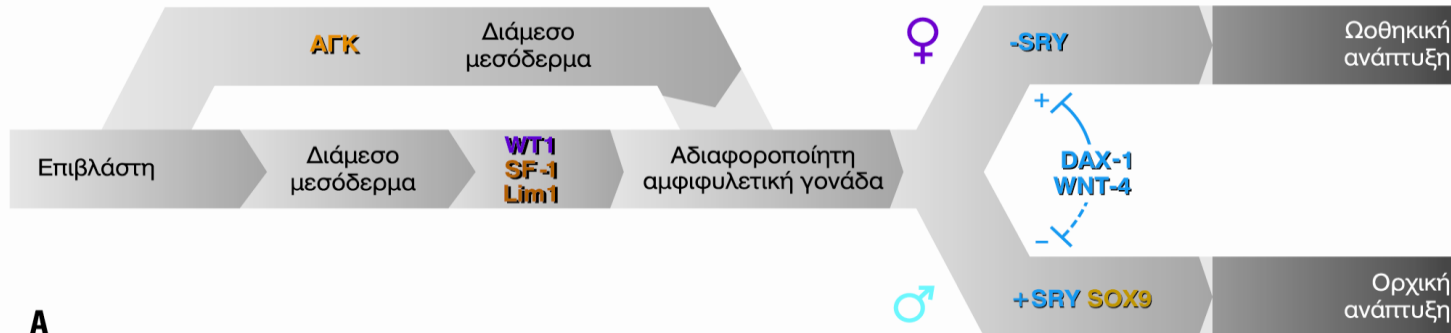 ΑΓΚ
Διάμεσο
μεσόδερμα
-SRY
Ωοθηκική
ανάπτυξη
Επιβλάστη
Διάμεσο
μεσόδερμα
WT1
SF-1
Lim1
Αδιαφοροποίητη
αμφιφυλετική γονάδα
+
DAX-1
WNT-4
−
+SRY SOX9
Ορχική
ανάπτυξη
A